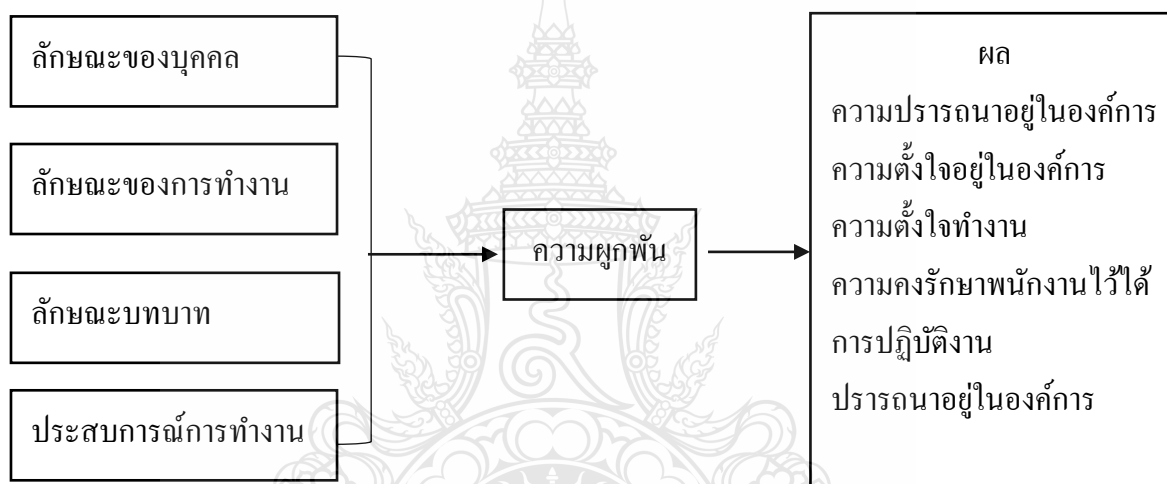 ลักษณะของบุคคล
ลักษณะของการทำงาน
ลักษณะบทบาท
ประสบการณ์การทำงาน
ความผูกพัน
ผล
ความปรารถนาอยู่ในองค์การ
ความตั้งใจอยู่ในองค์การ
ความตั้งใจทำงาน
ความคงรักษาพนักงานไว้ได้
การปฏิบัติงาน
ปรารถนาอยู่ในองค์การ